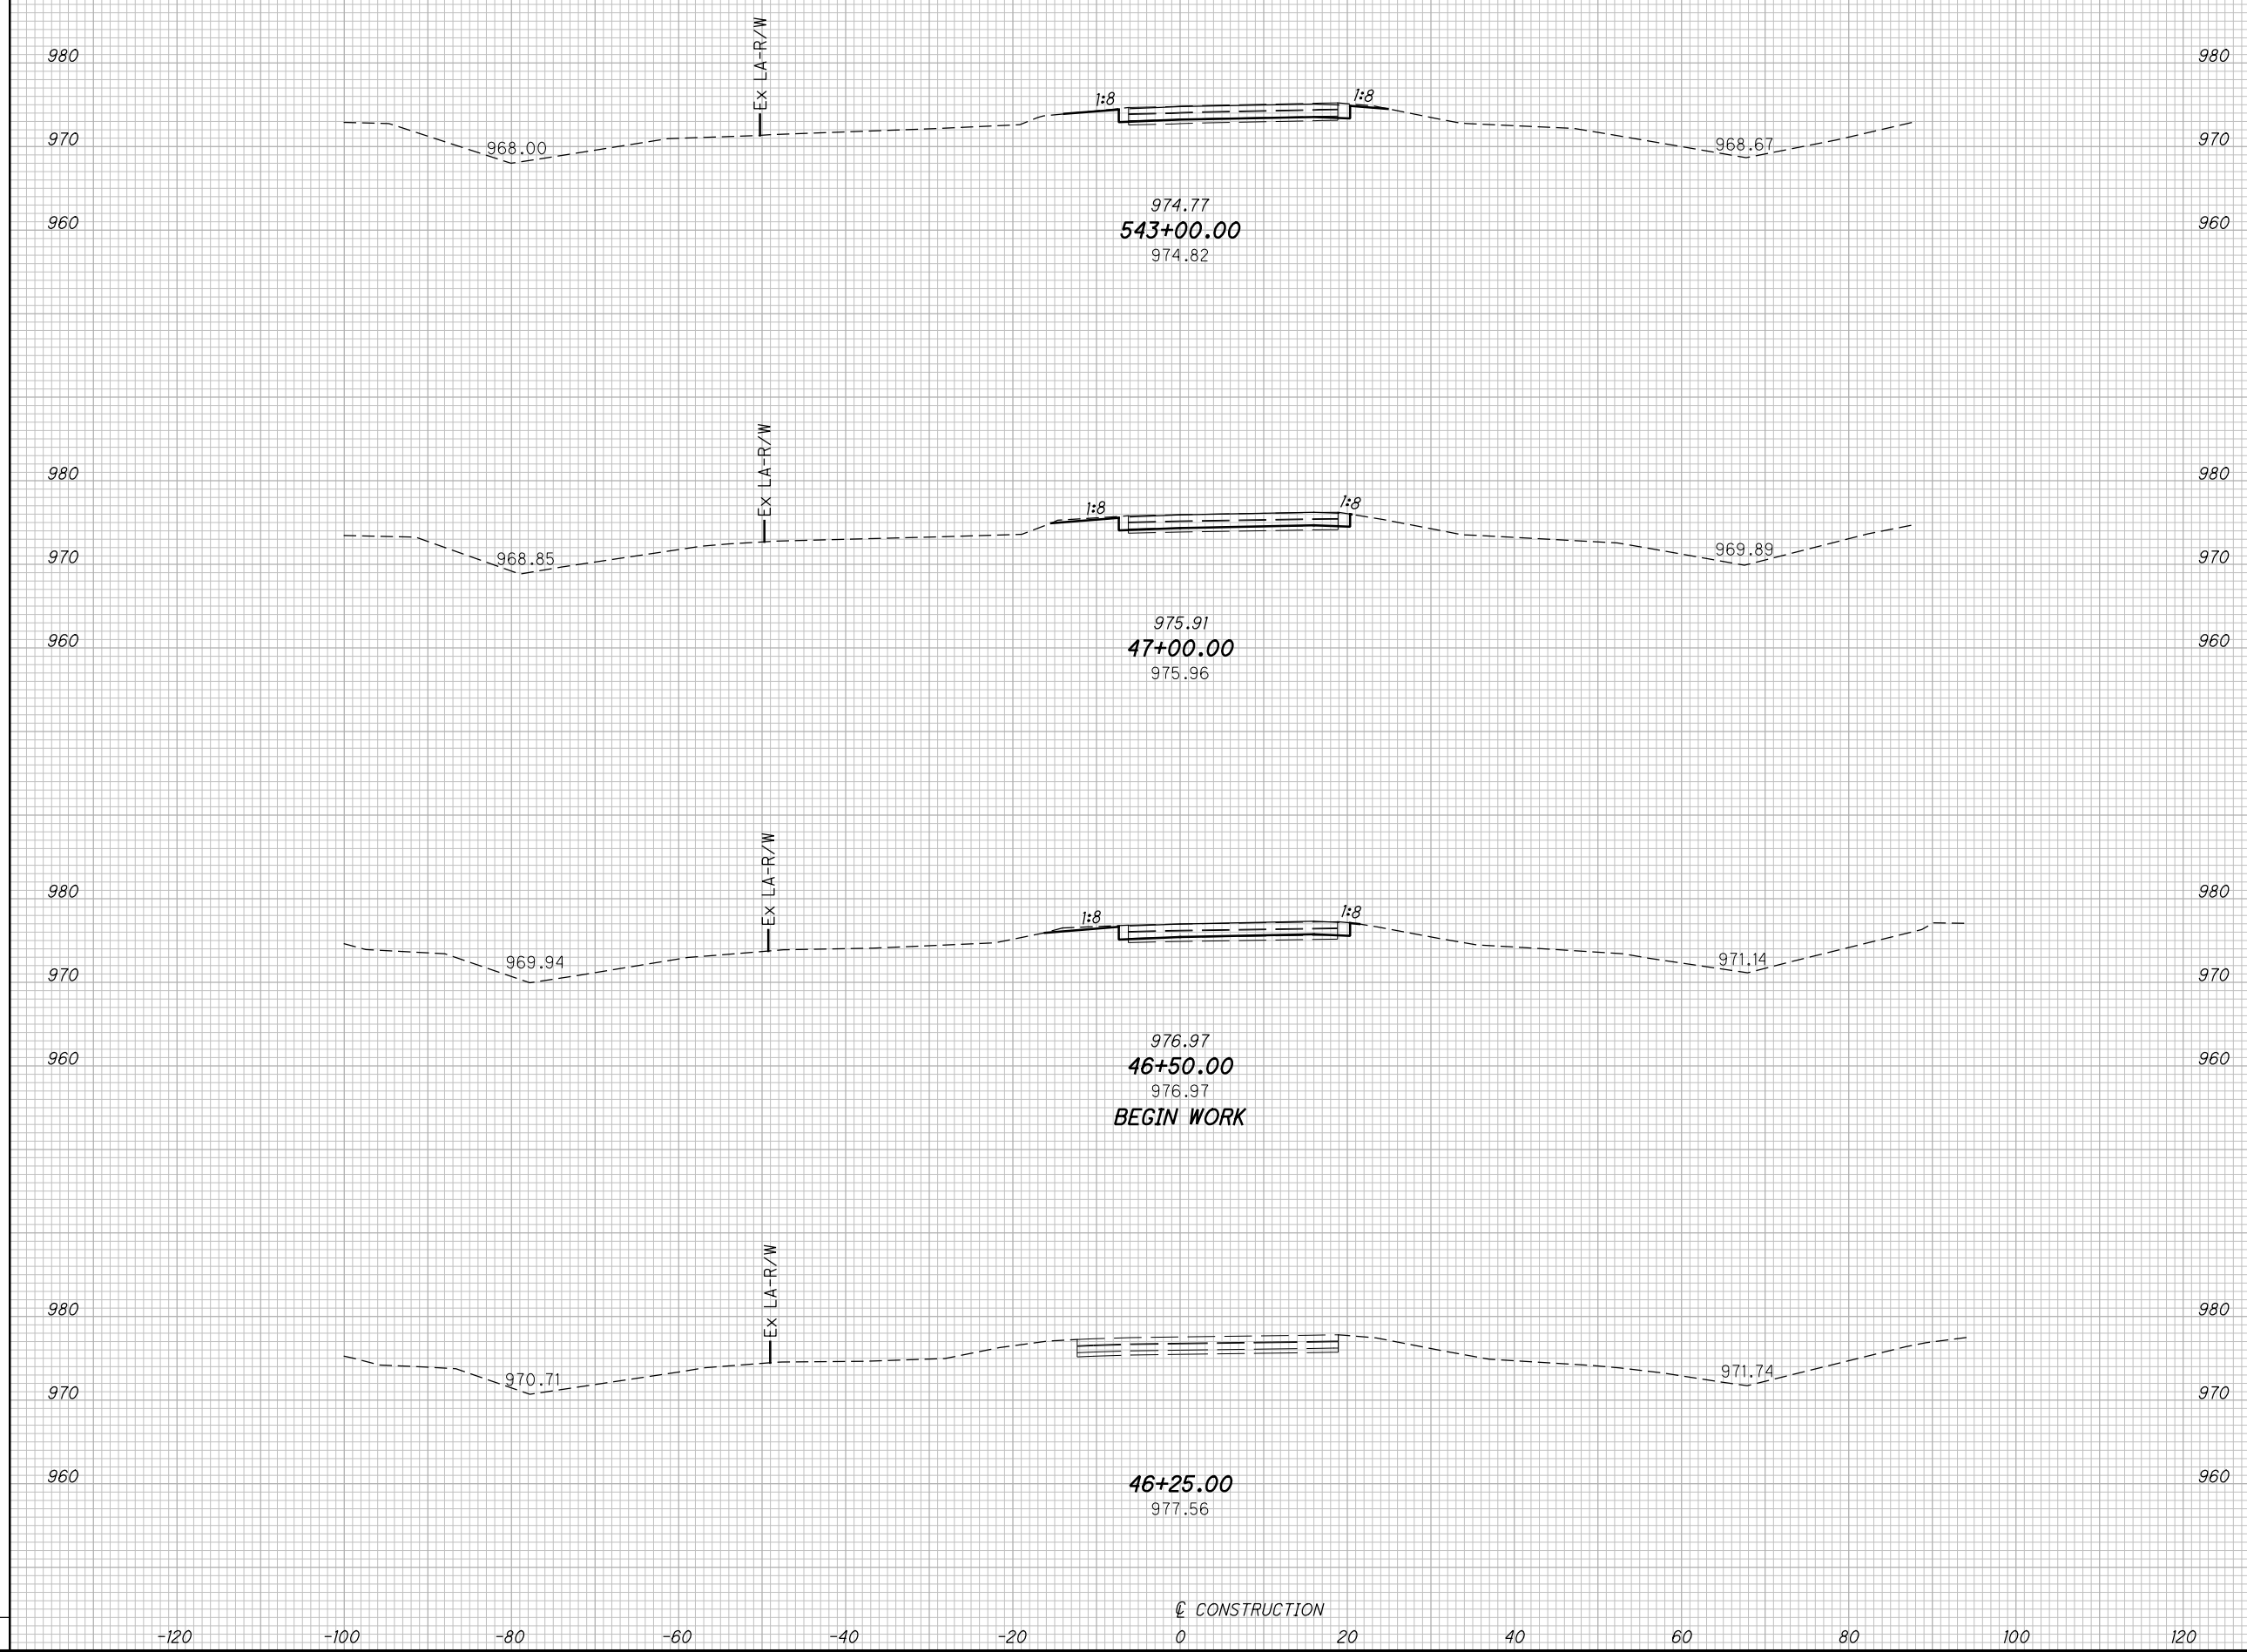 Ex LA-R/W
980 980
1:8 1:8
970 968.00 968.67 970
974.77
960 543+00.00 960
974.82
Ex LA-R/W
980 980
1:8 1:8
970 968.85 969.89 970
975.91
960 47+00.00 960
975.96
Ex LA-R/W
980 980
1:8 1:8
970 969.94 971.14 970
976.97
960 46+50.00 960
976.97
BEGIN WORK
Ex LA-R/W
980 980
970 970.71 971.74 970
960 46+25.00 960
977.56
℄ CONSTRUCTION
-120 -100 -80 -60 -40 -20 0 20 40 60 80 100 120